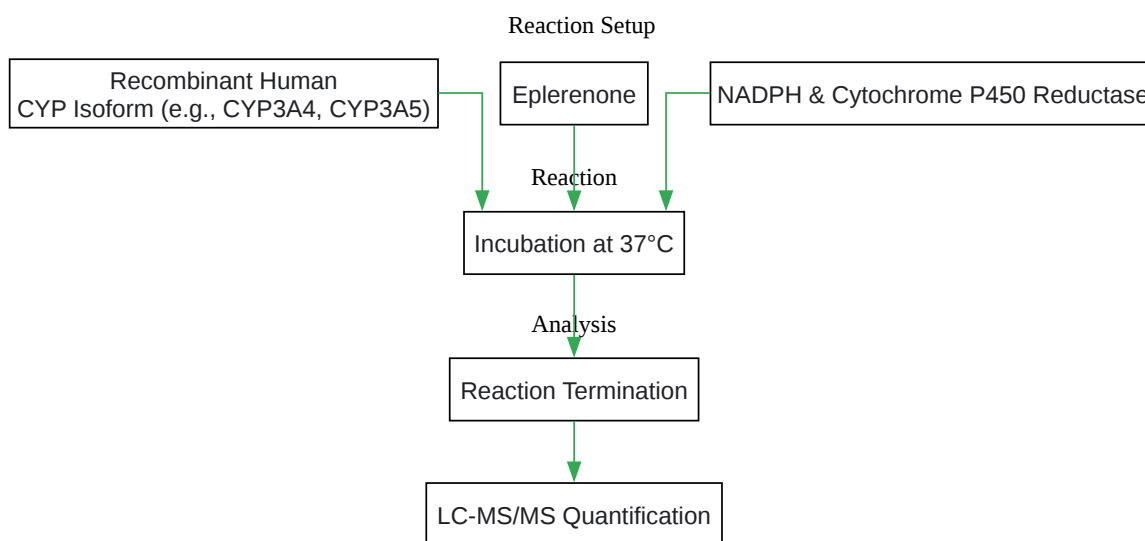 Reaction Setup
Recombinant Human
CYP Isoform (e.g., CYP3A4, CYP3A5)
Eplerenone
NADPH & Cytochrome P450 Reductase
Reaction
Incubation at 37°C
Analysis
Reaction Termination
LC-MS/MS Quantification